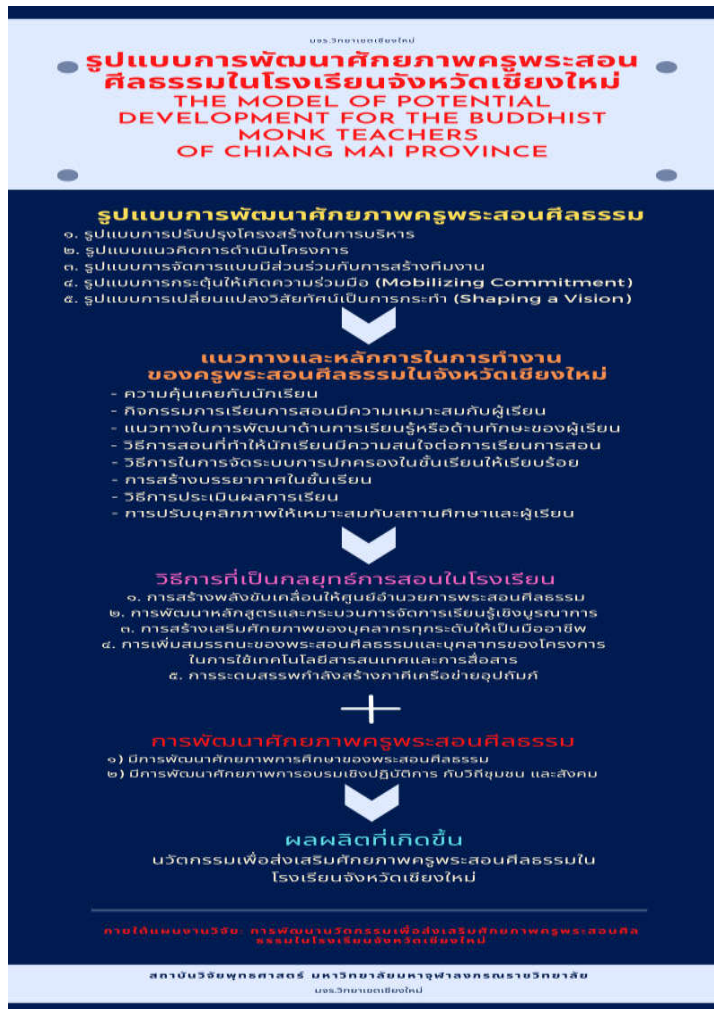 มจร.วิทยาเขตเชียงใหม่
รูปแบบการพัฒนาศักยภาพครูพระสอน
ศีลธรรมในโรงเรียนจังหวัดเชียงใหม่
THE MODEL OF POTENTIAL
DEVELOPMENT FOR THE BUDDHIST
MONK TEACHERS
OF CHIANG MAI PROVINCE
รูปแบบการพัฒนาศักยภาพครูพระสอนศีลธรรม
๑. รูปแบบการปรับปรุงโครงสร้างในการบริหาร
๒. รูปแบบแนวคิดการดำเนินโครงการ
๓. รูปแบบการจัดการแบบมีส่วนร่วมกับการสร้างทีมงาน
๔. รูปแบบการกระตุ้นให้เกิดความร่วมมือ (Mobilizing Commitment)
๕. รูปแบบการเปลี่ยนแปลงวิสัยทัศน์เป็นการกระทำ (Shaping a Vision)
แนวทางและหลักการในการทำงาน
ของครูพระสอนศีลธรรมในจังหวัดเชียงใหม่
- ความคุ้นเคยกับนักเรียน
- กิจกรรมการเรียนการสอนมีความเหมาะสมกับผู้เรียน
- แนวทางในการพัฒนาด้านการเรียนรู้หรือด้านทักษะของผู้เรียน
- วิธีการสอนที่ทำให้นักเรียนมีความสนใจต่อการเรียนการสอน
- วิธีการในการจัดระบบการปกครองในชั้นเรียนให้เรียบร้อย
- การสร้างบรรยากาศในชั้นเรียน
- วิธีการประเมินผลการเรียน
- การปรับบุคลิกภาพให้เหมาะสมกับสถานศึกษาและผู้เรียน
วิธีการที่เป็นกลยุทธ์การสอนในโรงเรียน
๑. การสร้างพลังขับเคลื่อนให้ศูนย์อำนวยการพระสอนศีลธรรม
๒. การพัฒนาหลักสูตรและกระบวนการจัดการเรียนรู้เชิงบูรณาการ
๓. การสร้างเสริมศักยภาพของบุคลากรทุกระดับให้เป็นมืออาชีพ
๔. การเพิ่มสมรรถนะของพระสอนศีลธรรมและบุคลากรของโครงการ
ในการใช้เทคโนโลยีสารสนเทศและการสื่อสาร
๕. การระดมสรรพกำลังสร้างภาคีเครือข่ายอุปถัมภ์
การพัฒนาศักยภาพครูพระสอนศีลธรรม
๑) มีการพัฒนาศักยภาพการศึกษาของพระสอนศีลธรรม
๒) มีการพัฒนาศักยภาพการอบรมเชิงปฏิบัติการ กับวิถีชุมชน และสังคม
ผลผลิตที่เกิดขึ้น
นวัตกรรมเพื่อส่งเสริมศักยภาพครูพระสอนศีลธรรมใน
โรงเรียนจังหวัดเชียงใหม่
ภายใต้แผนงานวิจัย: การพัฒนานวัตกรรมเพื่อส่งเสริมศักยภาพครูพระสอนศีล
ธรรมในโรงเรียนจังหวัดเชียงใหม่
สถาบันวิจัยพุทธศาสตร์ มหาวิทยาลัยมหาจุฬาลงกรณราชวิทยาลัย
มจร.วิทยาเขตเชียงใหม่